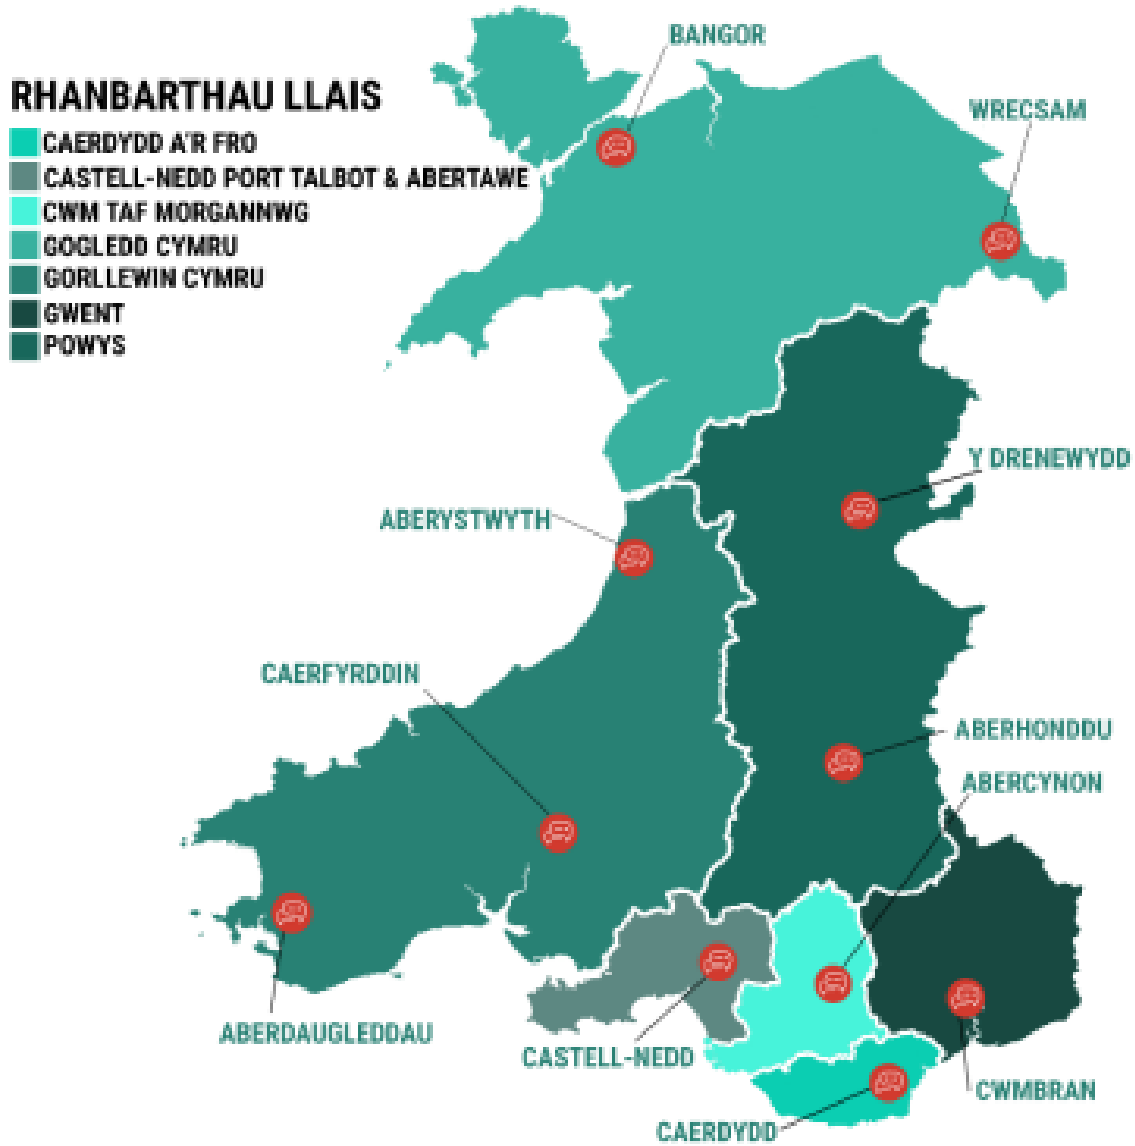 BANGOR
RHANBARTHAU LLAIS
WRECSAM
CAERDYDD A'R FRO
CASTELL-NEDD PORT TALBOT & ABERTAWE
CWM TAF MORGANNWG
GOGLEDD CYMRU
GORLLEWIN CYMRU
GWENT
POWYS
Y DRENEWYDD
ABERYSTWYTH
CAERFYRDDIN
ABERHONDDU
ABERCYNON
ABERDAUGLEDDAU
CASTELL-NEDD
CWMBRAN
CAERDYDD